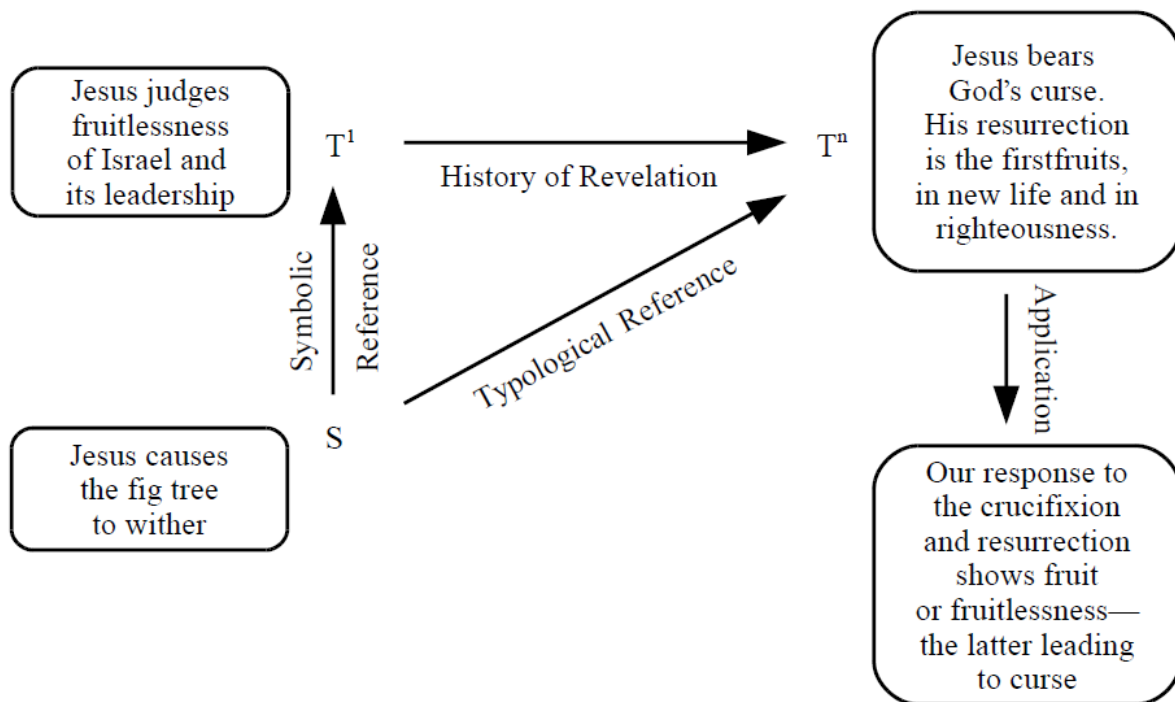 Jesus judges
fruitlessness
of Israel and
its leadership
T¹
History of Revelation
Tⁿ
Jesus bears
God’s curse.
His resurrection
is the firstfruits,
in new life and in
righteousness.
Symbolic
Reference
Typological Reference
Application
S
Jesus causes
the fig tree
to wither
Our response to
the crucifixion
and resurrection
shows fruit
or fruitlessness—
the latter leading
to curse